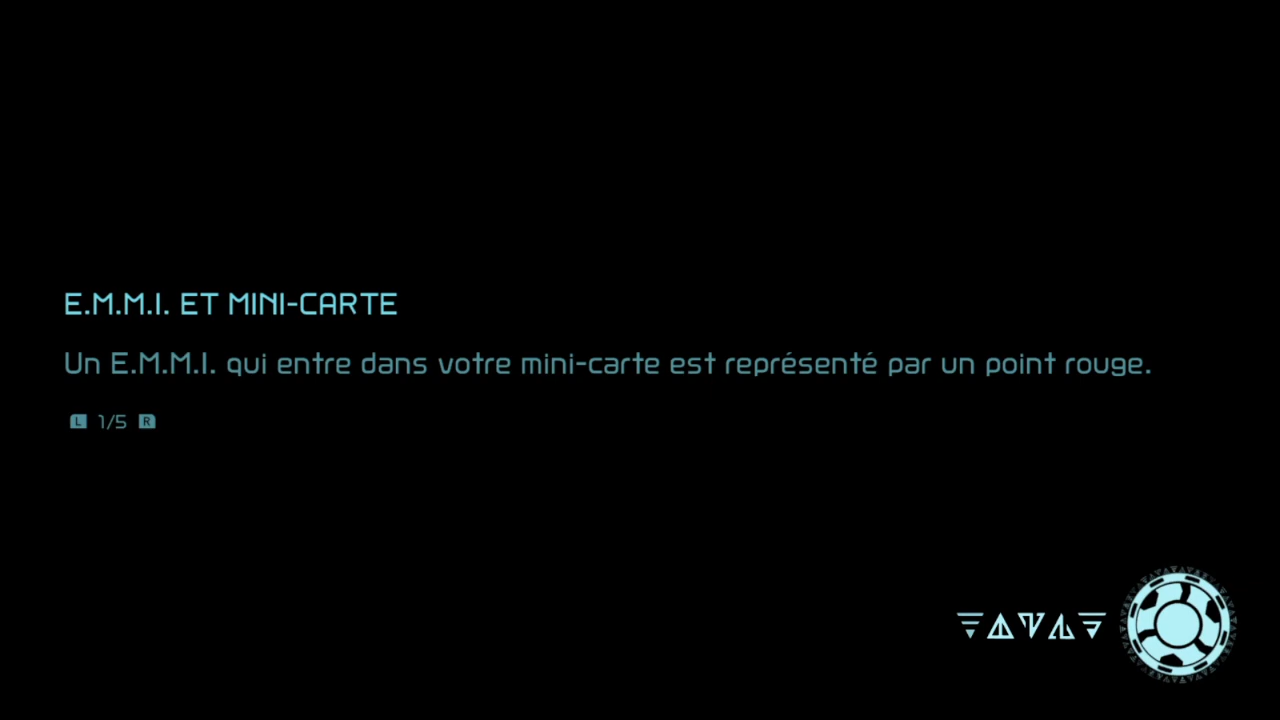 E.M.M.I. ET MINI-CARTE
Un E.M.M.I. qui entre dans votre mini-carte est représenté par un point rouge.
L 1/5 R